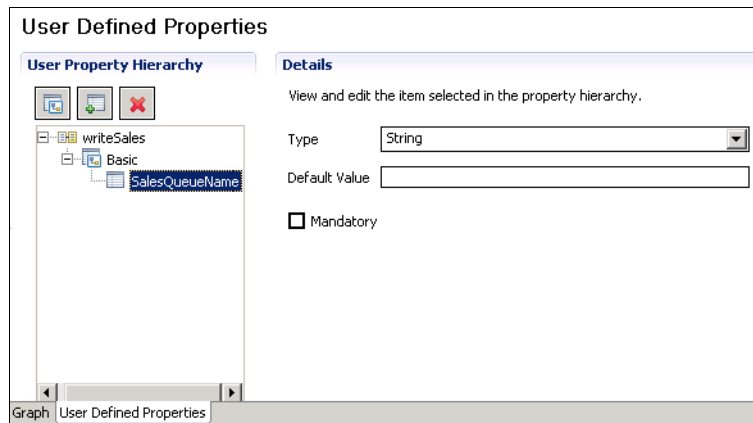 User Defined Properties
User Property Hierarchy
Details
View and edit the item selected in the property hierarchy.
writeSales
Type
String
Basic
SalesQueueName
Default Value
Mandatory
Graph
User Defined Properties